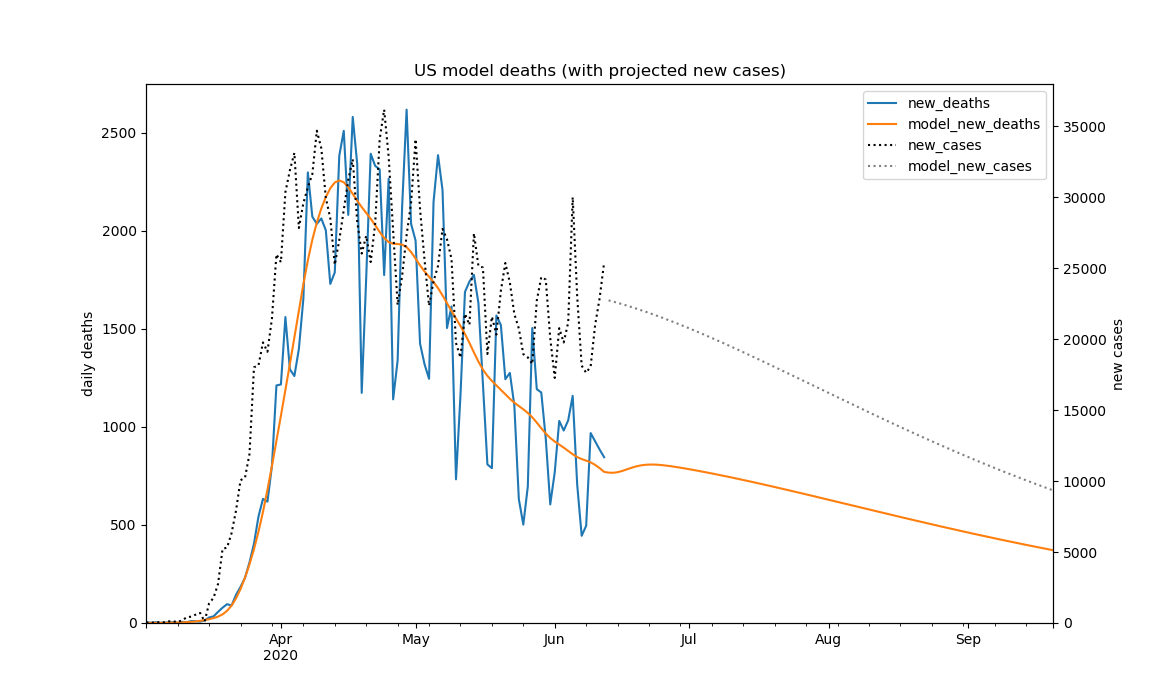 US model deaths (with projected new cases)
new_deaths
model_new_deaths
new_cases
model_new_cases
daily deaths
2500
2000
1500
1000
500
0
35000
30000
25000
20000
15000
10000
5000
0
new cases
Apr
2020
May
Jun
Jul
Aug
Sep